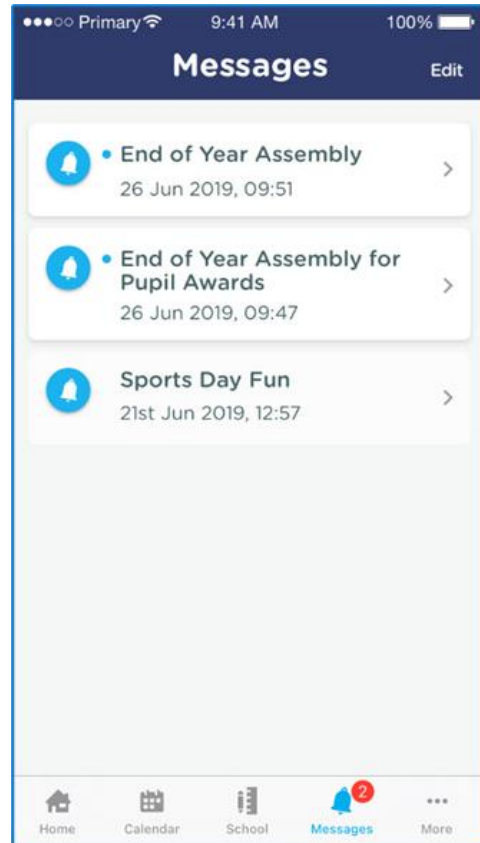 Primary 9:41 AM 100%
Messages Edit
End of Year Assembly
26 Jun 2019, 09:51
End of Year Assembly for
Pupil Awards
26 Jun 2019, 09:47
Sports Day Fun
21st Jun 2019, 12:57
2
Home Calendar School Messages More